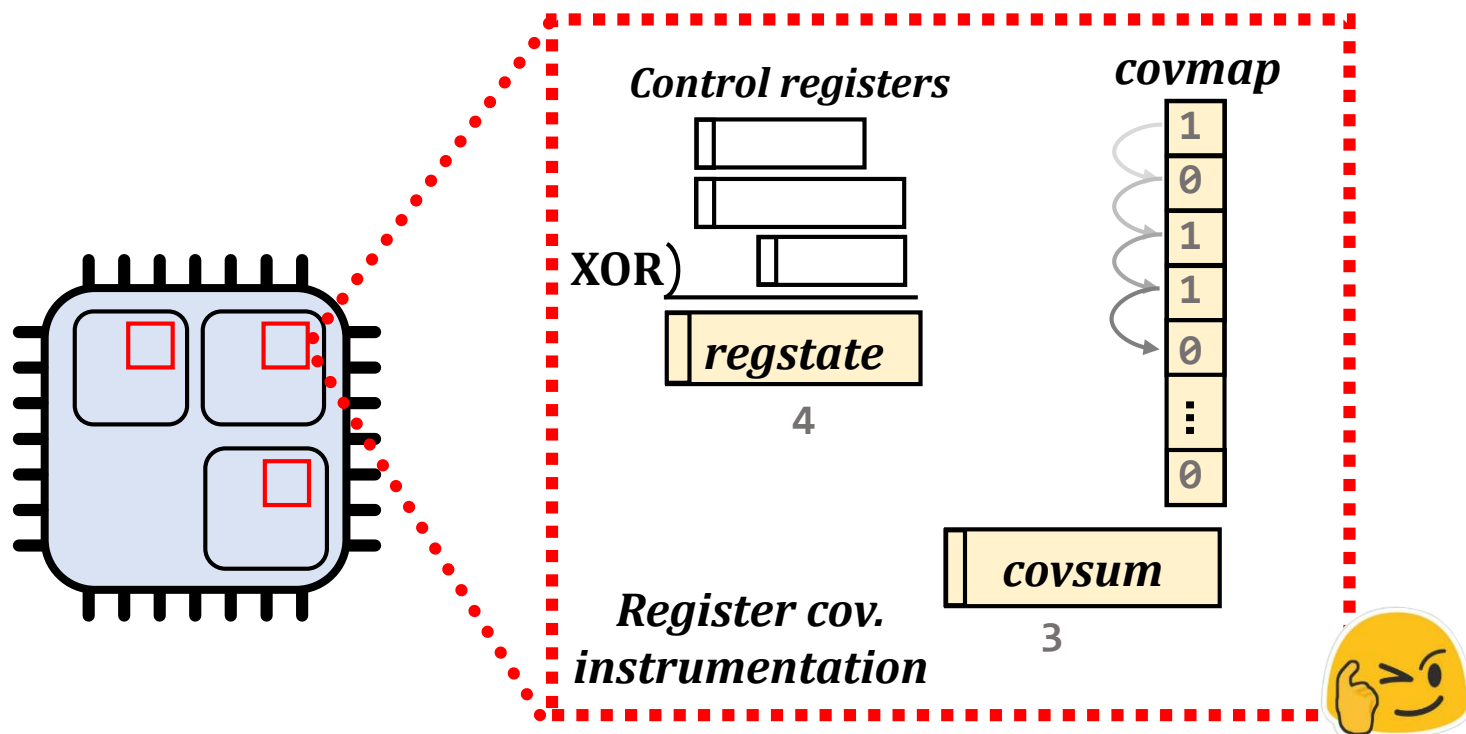 Control registers
covmap
1
0
1
XOR)
1
regstate
0
4
⋮
0
covsum
Register cov.
3
instrumentation